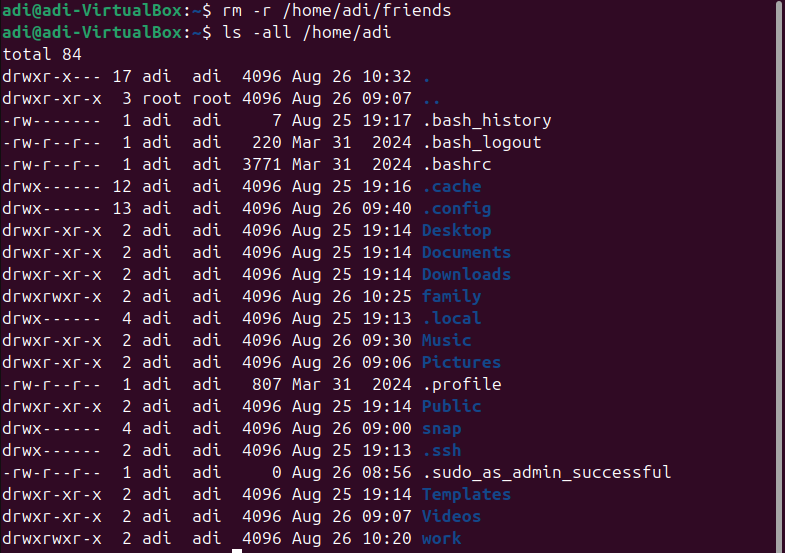 adi@adi-VirtualBox:~$ rm -r /home/adi/friends
adi@adi-VirtualBox:~$ ls -all /home/adi
total 84
drwxr-x--- 17 adi  adi  4096 Aug 26 10:32 .
drwxr-xr-x  3 root root 4096 Aug 26 09:07 ..
-rw-------  1 adi  adi     7 Aug 25 19:17 .bash_history
-rw-r--r--  1 adi  adi   220 Mar 31  2024 .bash_logout
-rw-r--r--  1 adi  adi  3771 Mar 31  2024 .bashrc
drwx------ 12 adi  adi  4096 Aug 25 19:16 .cache
drwx------ 13 adi  adi  4096 Aug 26 09:40 .config
drwxr-xr-x  2 adi  adi  4096 Aug 25 19:14 Desktop
drwxr-xr-x  2 adi  adi  4096 Aug 25 19:14 Documents
drwxr-xr-x  2 adi  adi  4096 Aug 25 19:14 Downloads
drwxrwxr-x  2 adi  adi  4096 Aug 26 10:25 family
drwx------  4 adi  adi  4096 Aug 25 19:13 .local
drwxr-xr-x  2 adi  adi  4096 Aug 26 09:30 Music
drwxr-xr-x  2 adi  adi  4096 Aug 26 09:06 Pictures
-rw-r--r--  1 adi  adi   807 Mar 31  2024 .profile
drwxr-xr-x  2 adi  adi  4096 Aug 25 19:14 Public
drwx------  4 adi  adi  4096 Aug 26 09:00 snap
drwx------  2 adi  adi  4096 Aug 25 19:13 .ssh
-rw-r--r--  1 adi  adi     0 Aug 26 08:56 .sudo_as_admin_successful
drwxr-xr-x  2 adi  adi  4096 Aug 25 19:14 Templates
drwxr-xr-x  2 adi  adi  4096 Aug 26 09:07 Videos
drwxrwxr-x  2 adi  adi  4096 Aug 26 10:20 work